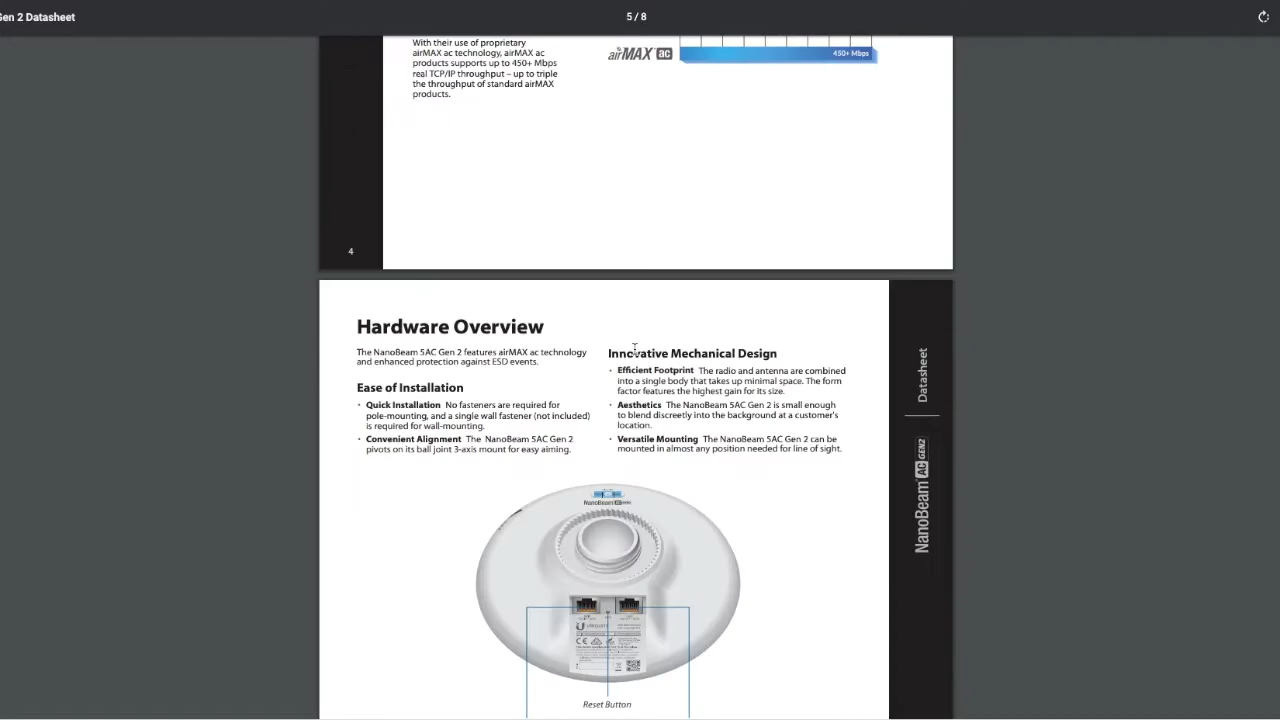 Gen 2 Datasheet
5 / 8
With their use of proprietary
airMAX ac technology, airMAX ac
products supports up to 450+ Mbps
real TCP/IP throughput – up to triple
the throughput of standard airMAX
products.
airMAX ac
450+ Mbps
4
Hardware Overview
The NanoBeam 5AC Gen 2 features airMAX ac technology
and enhanced protection against ESD events.
Ease of Installation
• Quick Installation No fasteners are required for
pole-mounting, and a single wall fastener (not included)
is required for wall-mounting.
• Convenient Alignment The NanoBeam 5AC Gen 2
pivots on its ball joint 3-axis mount for easy aiming.
Innovative Mechanical Design
• Efficient Footprint The radio and antenna are combined
into a single body that takes up minimal space. The form
factor features the highest gain for its size.
• Aesthetics The NanoBeam 5AC Gen 2 is small enough
to blend discreetly into the background at a customer's
location.
• Versatile Mounting The NanoBeam 5AC Gen 2 can be
mounted in almost any position needed for line of sight.
Datasheet
NanoBeam AC GEN2
NanoBeam
Reset Button